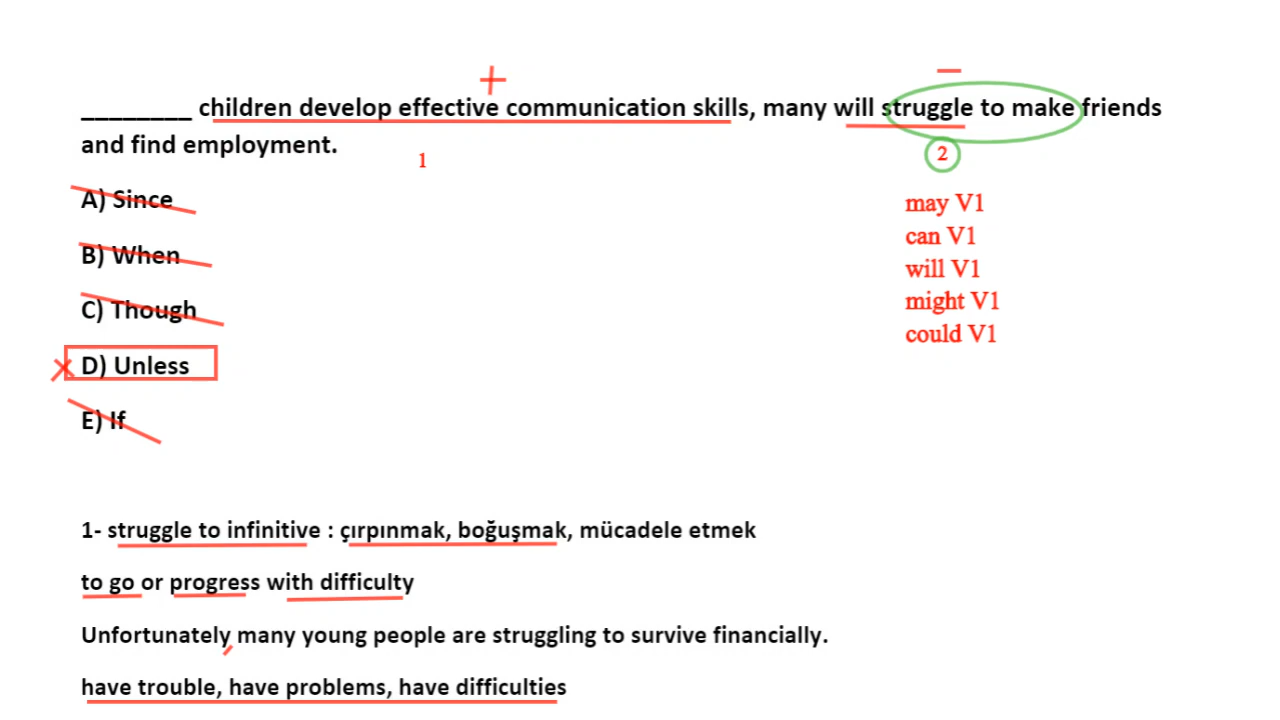 ________ children develop effective communication skills, many will struggle to make friends
and find employment.
1
2
A) Since
B) When
C) Though
D) Unless
E) If
may V1
can V1
will V1
might V1
could V1
1- struggle to infinitive : çırpınmak, boğuşmak, mücadele etmek
to go or progress with difficulty
Unfortunately many young people are struggling to survive financially.
have trouble, have problems, have difficulties